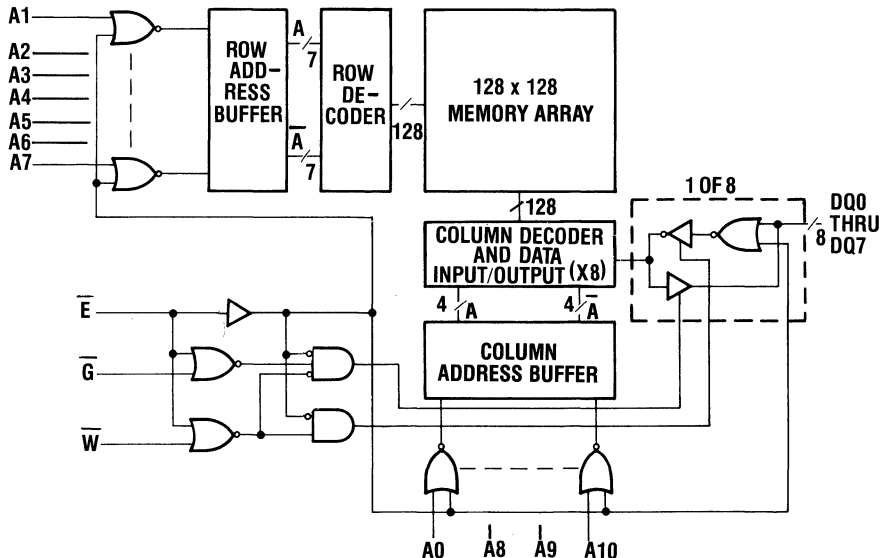 A1
A2
A3
A4
A5
A6
A7
ROW
ADD-
RESS
BUFFER
A
7
A̅
7
ROW
DE-
CODER
128
128 x 128
MEMORY ARRAY
128
1 OF 8
DQ0
THRU
DQ7
8
COLUMN DECODER
AND DATA
INPUT/OUTPUT (X8)
4 A
4 A̅
COLUMN
ADDRESS BUFFER
E̅
G̅
W̅
A0
A8
A9
A10